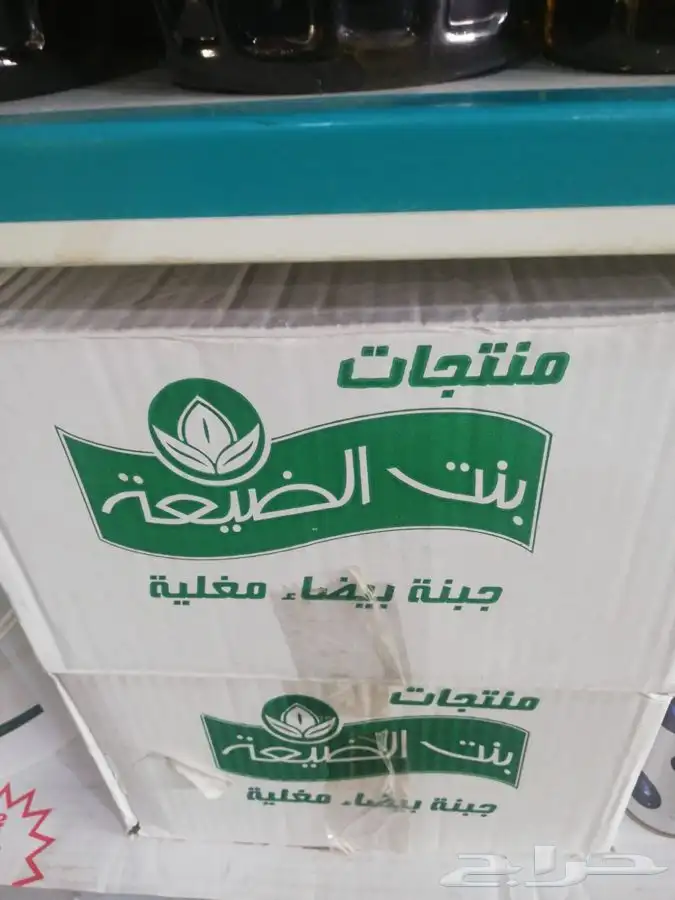 منتجات
بنت الضيعة
جبنة بيضاء مغلية
منتجات
بنت الضيعة
جبنة بيضاء مغلية
حراج